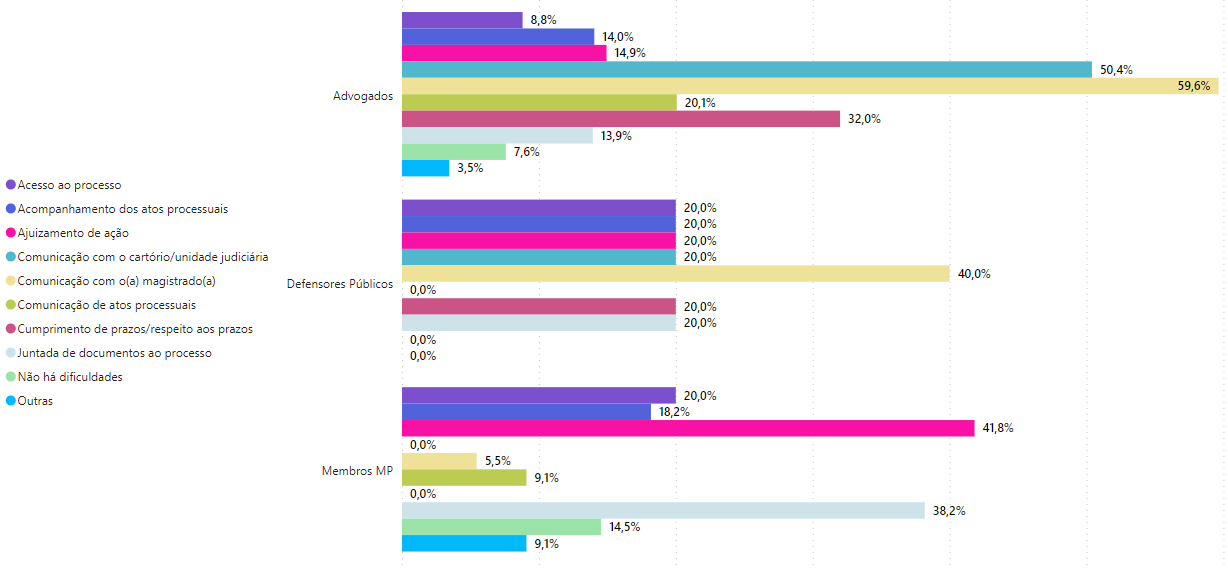 Acesso ao processo
Acompanhamento dos atos processuais
Ajuizamento de ação
Comunicação com o cartório/unidade judiciária
Comunicação com o(a) magistrado(a)
Comunicação de atos processuais
Cumprimento de prazos/respeito aos prazos
Juntada de documentos ao processo
Não há dificuldades
Outras
Advogados
8,8%
14,0%
14,9%
50,4%
59,6%
20,1%
32,0%
13,9%
7,6%
3,5%
Defensores Públicos
20,0%
20,0%
20,0%
20,0%
40,0%
0,0%
20,0%
20,0%
0,0%
0,0%
Membros MP
20,0%
18,2%
41,8%
0,0%
5,5%
9,1%
0,0%
38,2%
14,5%
9,1%